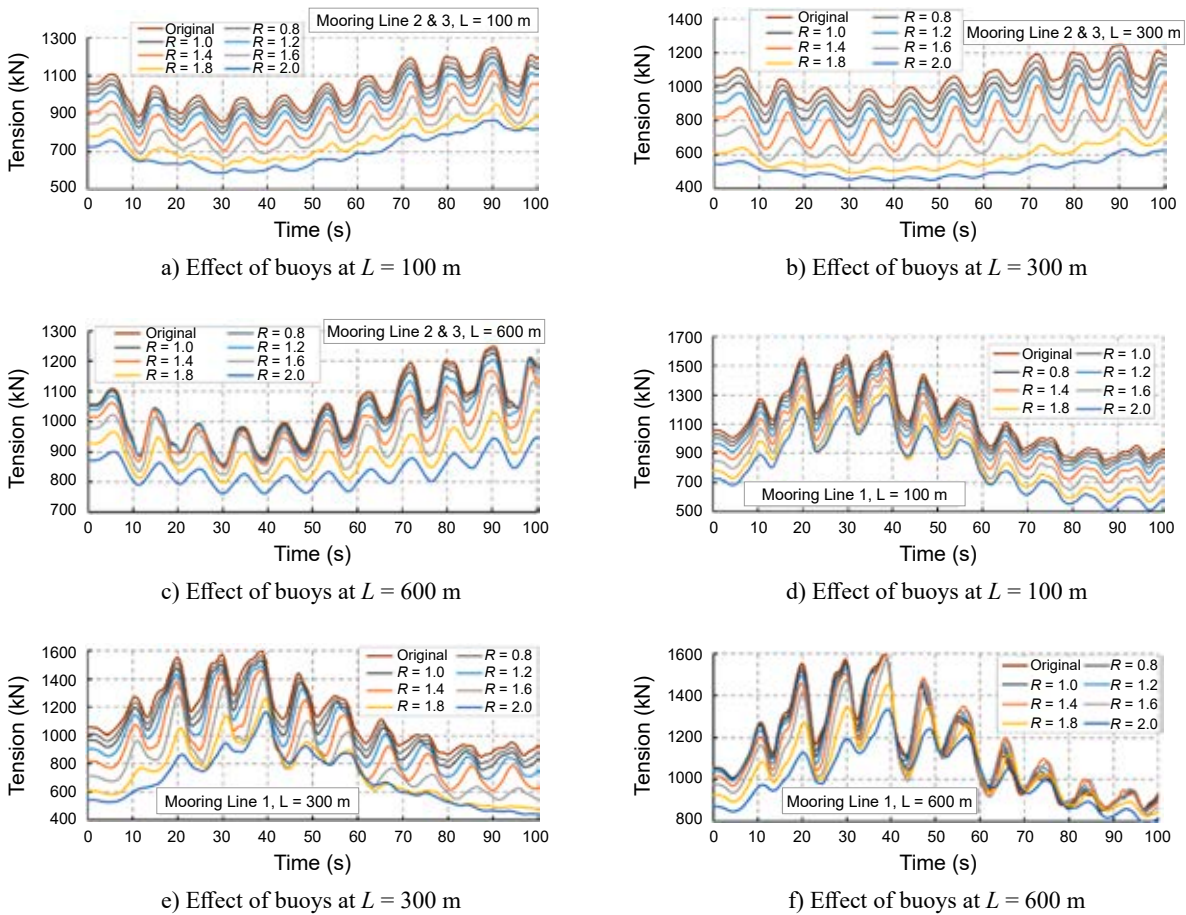 Mooring Line 2 & 3, L = 100 m
Original R = 0.8
R = 1.0 R = 1.2
R = 1.4 R = 1.6
R = 1.8 R = 2.0
Tension (kN)
1300
1100
900
700
500
0 10 20 30 40 50 60 70 80 90 100
Time (s)
a) Effect of buoys at L = 100 m
Mooring Line 2 & 3, L = 300 m
Original R = 0.8
R = 1.0 R = 1.2
R = 1.4 R = 1.6
R = 1.8 R = 2.0
Tension (kN)
1400
1200
1000
800
600
400
0 10 20 30 40 50 60 70 80 90 100
Time (s)
b) Effect of buoys at L = 300 m
Mooring Line 2 & 3, L = 600 m
Original R = 0.8
R = 1.0 R = 1.2
R = 1.4 R = 1.6
R = 1.8 R = 2.0
Tension (kN)
1300
1200
1100
1000
900
800
700
0 10 20 30 40 50 60 70 80 90 100
Time (s)
c) Effect of buoys at L = 600 m
Original R = 1.0
R = 0.8 R = 1.2
R = 1.4 R = 1.6
R = 1.8 R = 2.0
Mooring Line 1, L = 100 m
Tension (kN)
1700
1500
1300
1100
900
700
500
0 10 20 30 40 50 60 70 80 90 100
Time (s)
d) Effect of buoys at L = 100 m
Original R = 0.8
R = 1.0 R = 1.2
R = 1.4 R = 1.6
R = 1.8 R = 2.0
Mooring Line 1, L = 300 m
Tension (kN)
1600
1400
1200
1000
800
600
400
0 10 20 30 40 50 60 70 80 90 100
Time (s)
e) Effect of buoys at L = 300 m
Original R = 0.8
R = 1.0 R = 1.2
R = 1.4 R = 1.6
R = 1.8 R = 2.0
Mooring Line 1, L = 600 m
Tension (kN)
1600
1400
1200
1000
800
0 10 20 30 40 50 60 70 80 90 100
Time (s)
f) Effect of buoys at L = 600 m